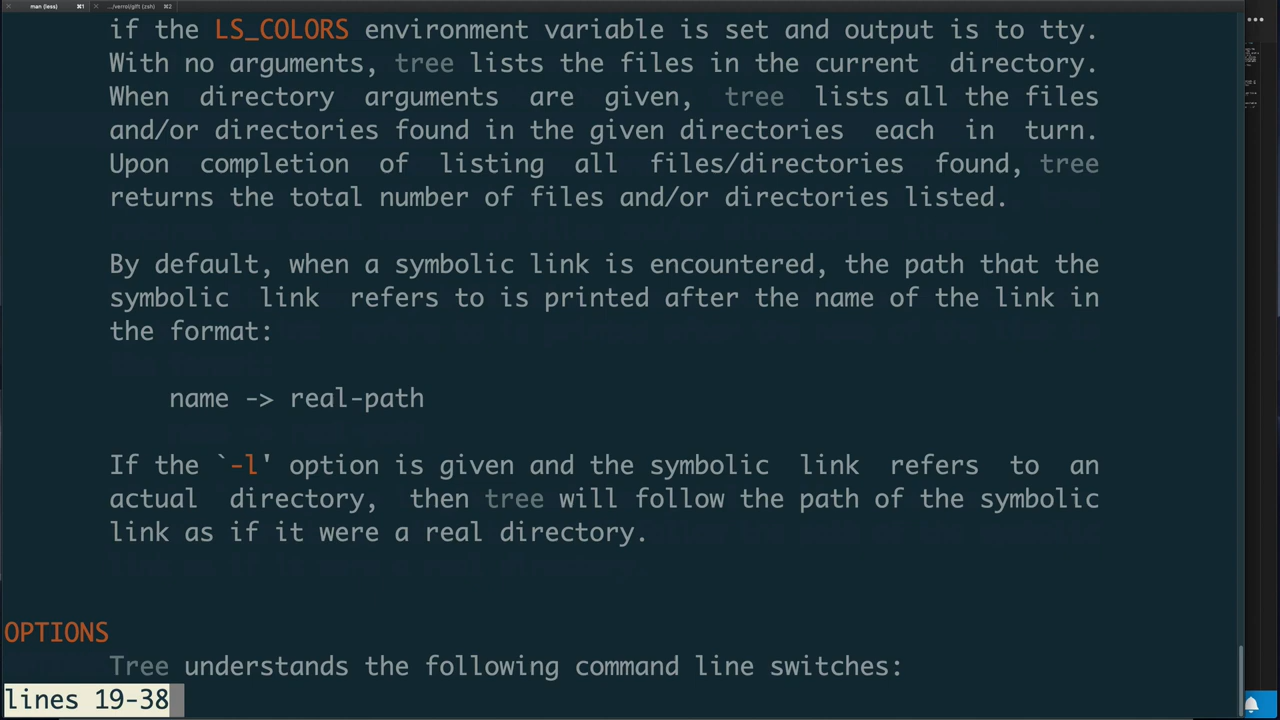 man (less) ⌘1 .../verrol/gift (zsh) ⌘2
if the LS_COLORS environment variable is set and output is to tty.
With no arguments, tree lists the files in the current directory.
When directory arguments are given, tree lists all the files
and/or directories found in the given directories each in turn.
Upon completion of listing all files/directories found, tree
returns the total number of files and/or directories listed.
By default, when a symbolic link is encountered, the path that the
symbolic link refers to is printed after the name of the link in
the format:
name -> real-path
If the `-l' option is given and the symbolic link refers to an
actual directory, then tree will follow the path of the symbolic
link as if it were a real directory.
OPTIONS
Tree understands the following command line switches:
lines 19-38